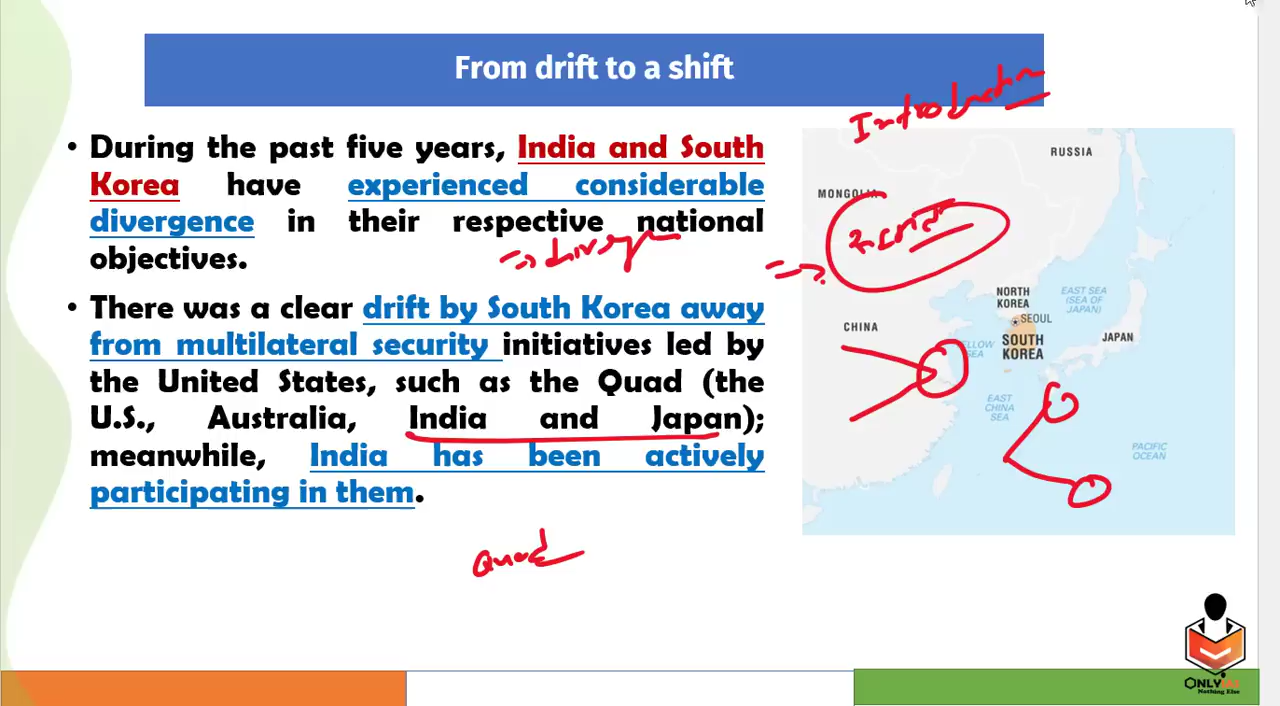 From drift to a shift
Introduction
• During the past five years, India and South
Korea have experienced considerable
divergence in their respective national
objectives.
• There was a clear drift by South Korea away
from multilateral security initiatives led by
the United States, such as the Quad (the
U.S., Australia, India and Japan);
meanwhile, India has been actively
participating in them.
Quad
RUSSIA
MONGOLIA
NORTH
KOREA
EAST SEA
(SEA OF
JAPAN)
SEOUL
CHINA
SOUTH
KOREA
JAPAN
YELLOW
SEA
EAST
CHINA
SEA
PACIFIC
OCEAN
Nothing Else